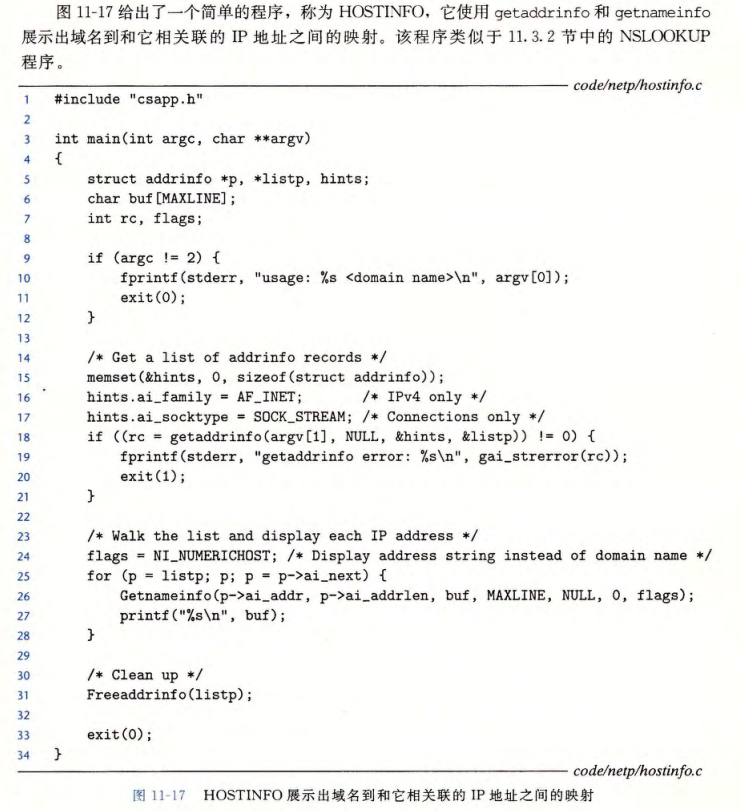 图 11-17 给出了一个简单的程序，称为 HOSTINFO，它使用 getaddrinfo 和 getnameinfo
展示出域名到和它相关联的 IP 地址之间的映射。该程序类似于 11.3.2 节中的 NSLOOKUP
程序。
code/netp/hostinfo.c
1 #include "csapp.h"
2
3 int main(int argc, char **argv)
4 {
5     struct addrinfo *p, *listp, hints;
6     char buf[MAXLINE];
7     int rc, flags;
8
9     if (argc != 2) {
10         fprintf(stderr, "usage: %s <domain name>\n", argv[0]);
11         exit(0);
12     }
13
14     /* Get a list of addrinfo records */
15     memset(&hints, 0, sizeof(struct addrinfo));
16     hints.ai_family = AF_INET;       /* IPv4 only */
17     hints.ai_socktype = SOCK_STREAM; /* Connections only */
18     if ((rc = getaddrinfo(argv[1], NULL, &hints, &listp)) != 0) {
19         fprintf(stderr, "getaddrinfo error: %s\n", gai_strerror(rc));
20         exit(1);
21     }
22
23     /* Walk the list and display each IP address */
24     flags = NI_NUMERICHOST; /* Display address string instead of domain name */
25     for (p = listp; p; p = p->ai_next) {
26         Getnameinfo(p->ai_addr, p->ai_addrlen, buf, MAXLINE, NULL, 0, flags);
27         printf("%s\n", buf);
28     }
29
30     /* Clean up */
31     Freeaddrinfo(listp);
32
33     exit(0);
34 }
code/netp/hostinfo.c
图 11-17 HOSTINFO 展示出域名到和它相关联的 IP 地址之间的映射